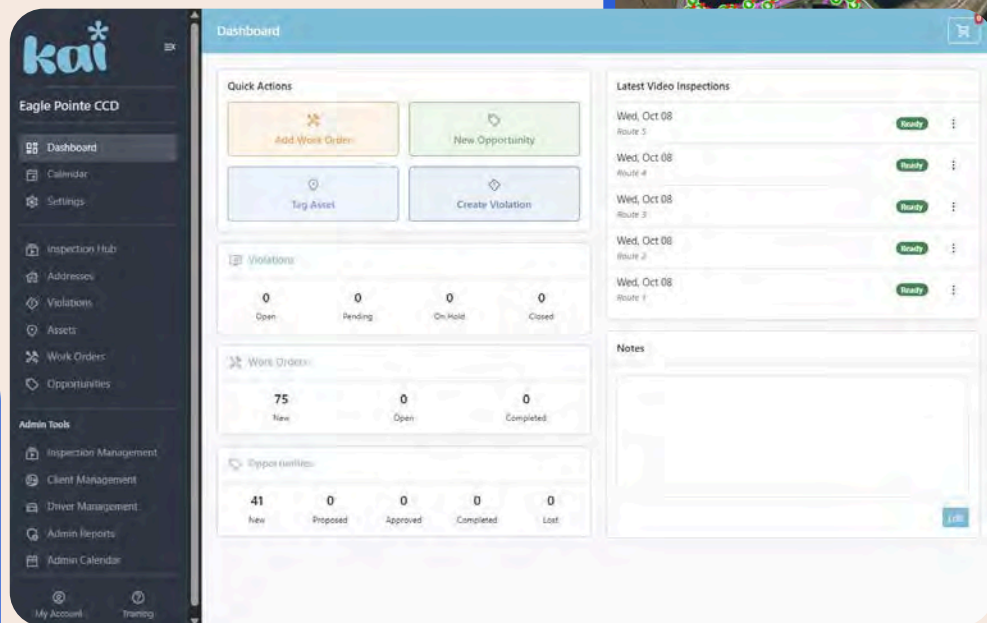 kai
Eagle Pointe CCD
Dashboard
Calendar
Settings
Inspection Hub
Addresses
Violations
Assets
Work Orders
Opportunities
Admin Tools
Inspection Management
Client Management
Driver Management
Admin Reports
Admin Calendar
My Account
Training
Dashboard
Quick Actions
Add Work Order
New Opportunity
Tag Asset
Create Violation
Violations
0 0 0 0
Open Pending On Hold Closed
Work Orders
75 0 0
New Open Completed
Opportunities
41 0 0 0 0
New Proposed Approved Completed Lost
Latest Video Inspections
Wed, Oct 08
Route 5
Ready
Wed, Oct 08
Route 4
Ready
Wed, Oct 08
Route 3
Ready
Wed, Oct 08
Route 2
Ready
Wed, Oct 08
Route 1
Ready
Notes
Edit